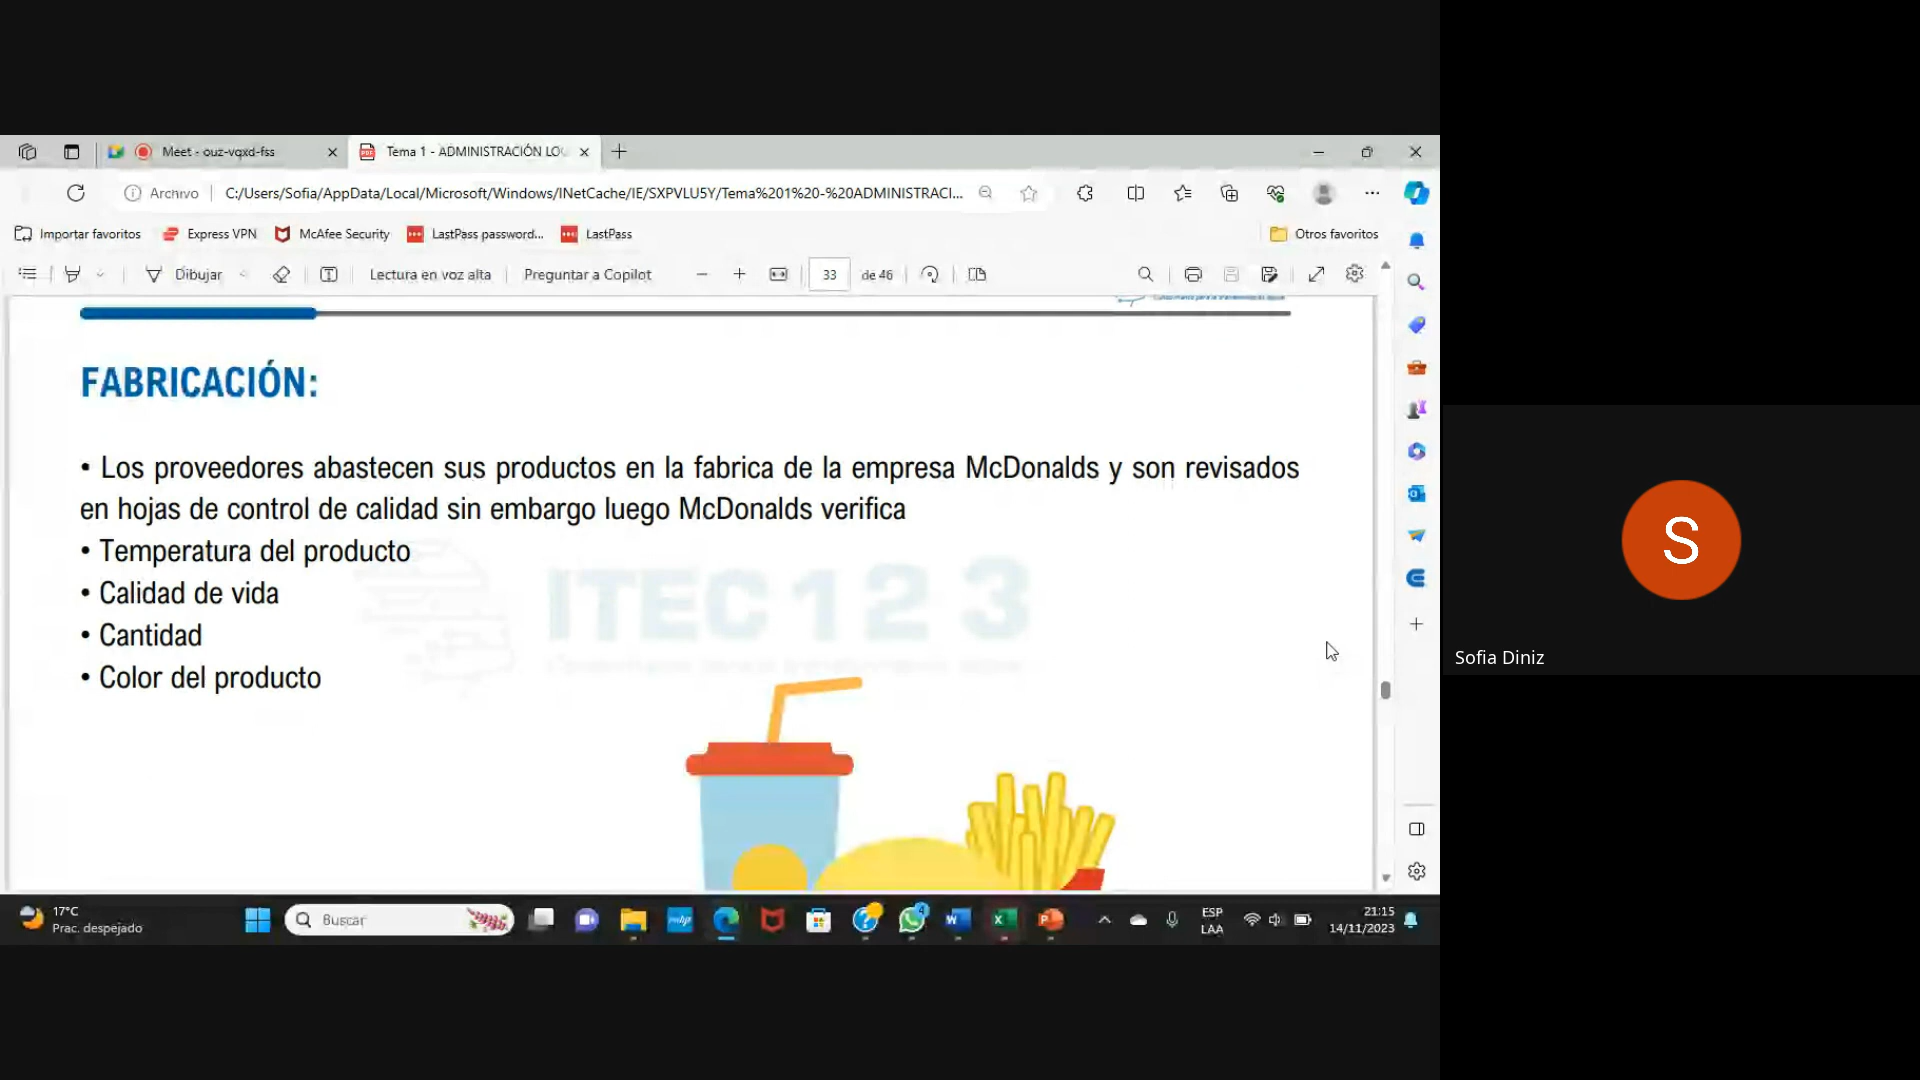 Meet - ouz-vqxd-fss
Tema 1 - ADMINISTRACIÓN LO
Archivo
C:/Users/Sofia/AppData/Local/Microsoft/Windows/INetCache/IE/SXPVLU5Y/Tema%201%20-%20ADMINISTRACI...
Importar favoritos
Express VPN
McAfee Security
LastPass password...
LastPass
Otros favoritos
Dibujar
Lectura en voz alta
Preguntar a Copilot
33
de 46
FABRICACIÓN:
• Los proveedores abastecen sus productos en la fabrica de la empresa McDonalds y son revisados
en hojas de control de calidad sin embargo luego McDonalds verifica
• Temperatura del producto
• Calidad de vida
• Cantidad
• Color del producto
ITEC 1 2 3
S
Sofia Diniz
17°C
Prac. despejado
Buscar
ESP
LAA
21:15
14/11/2023